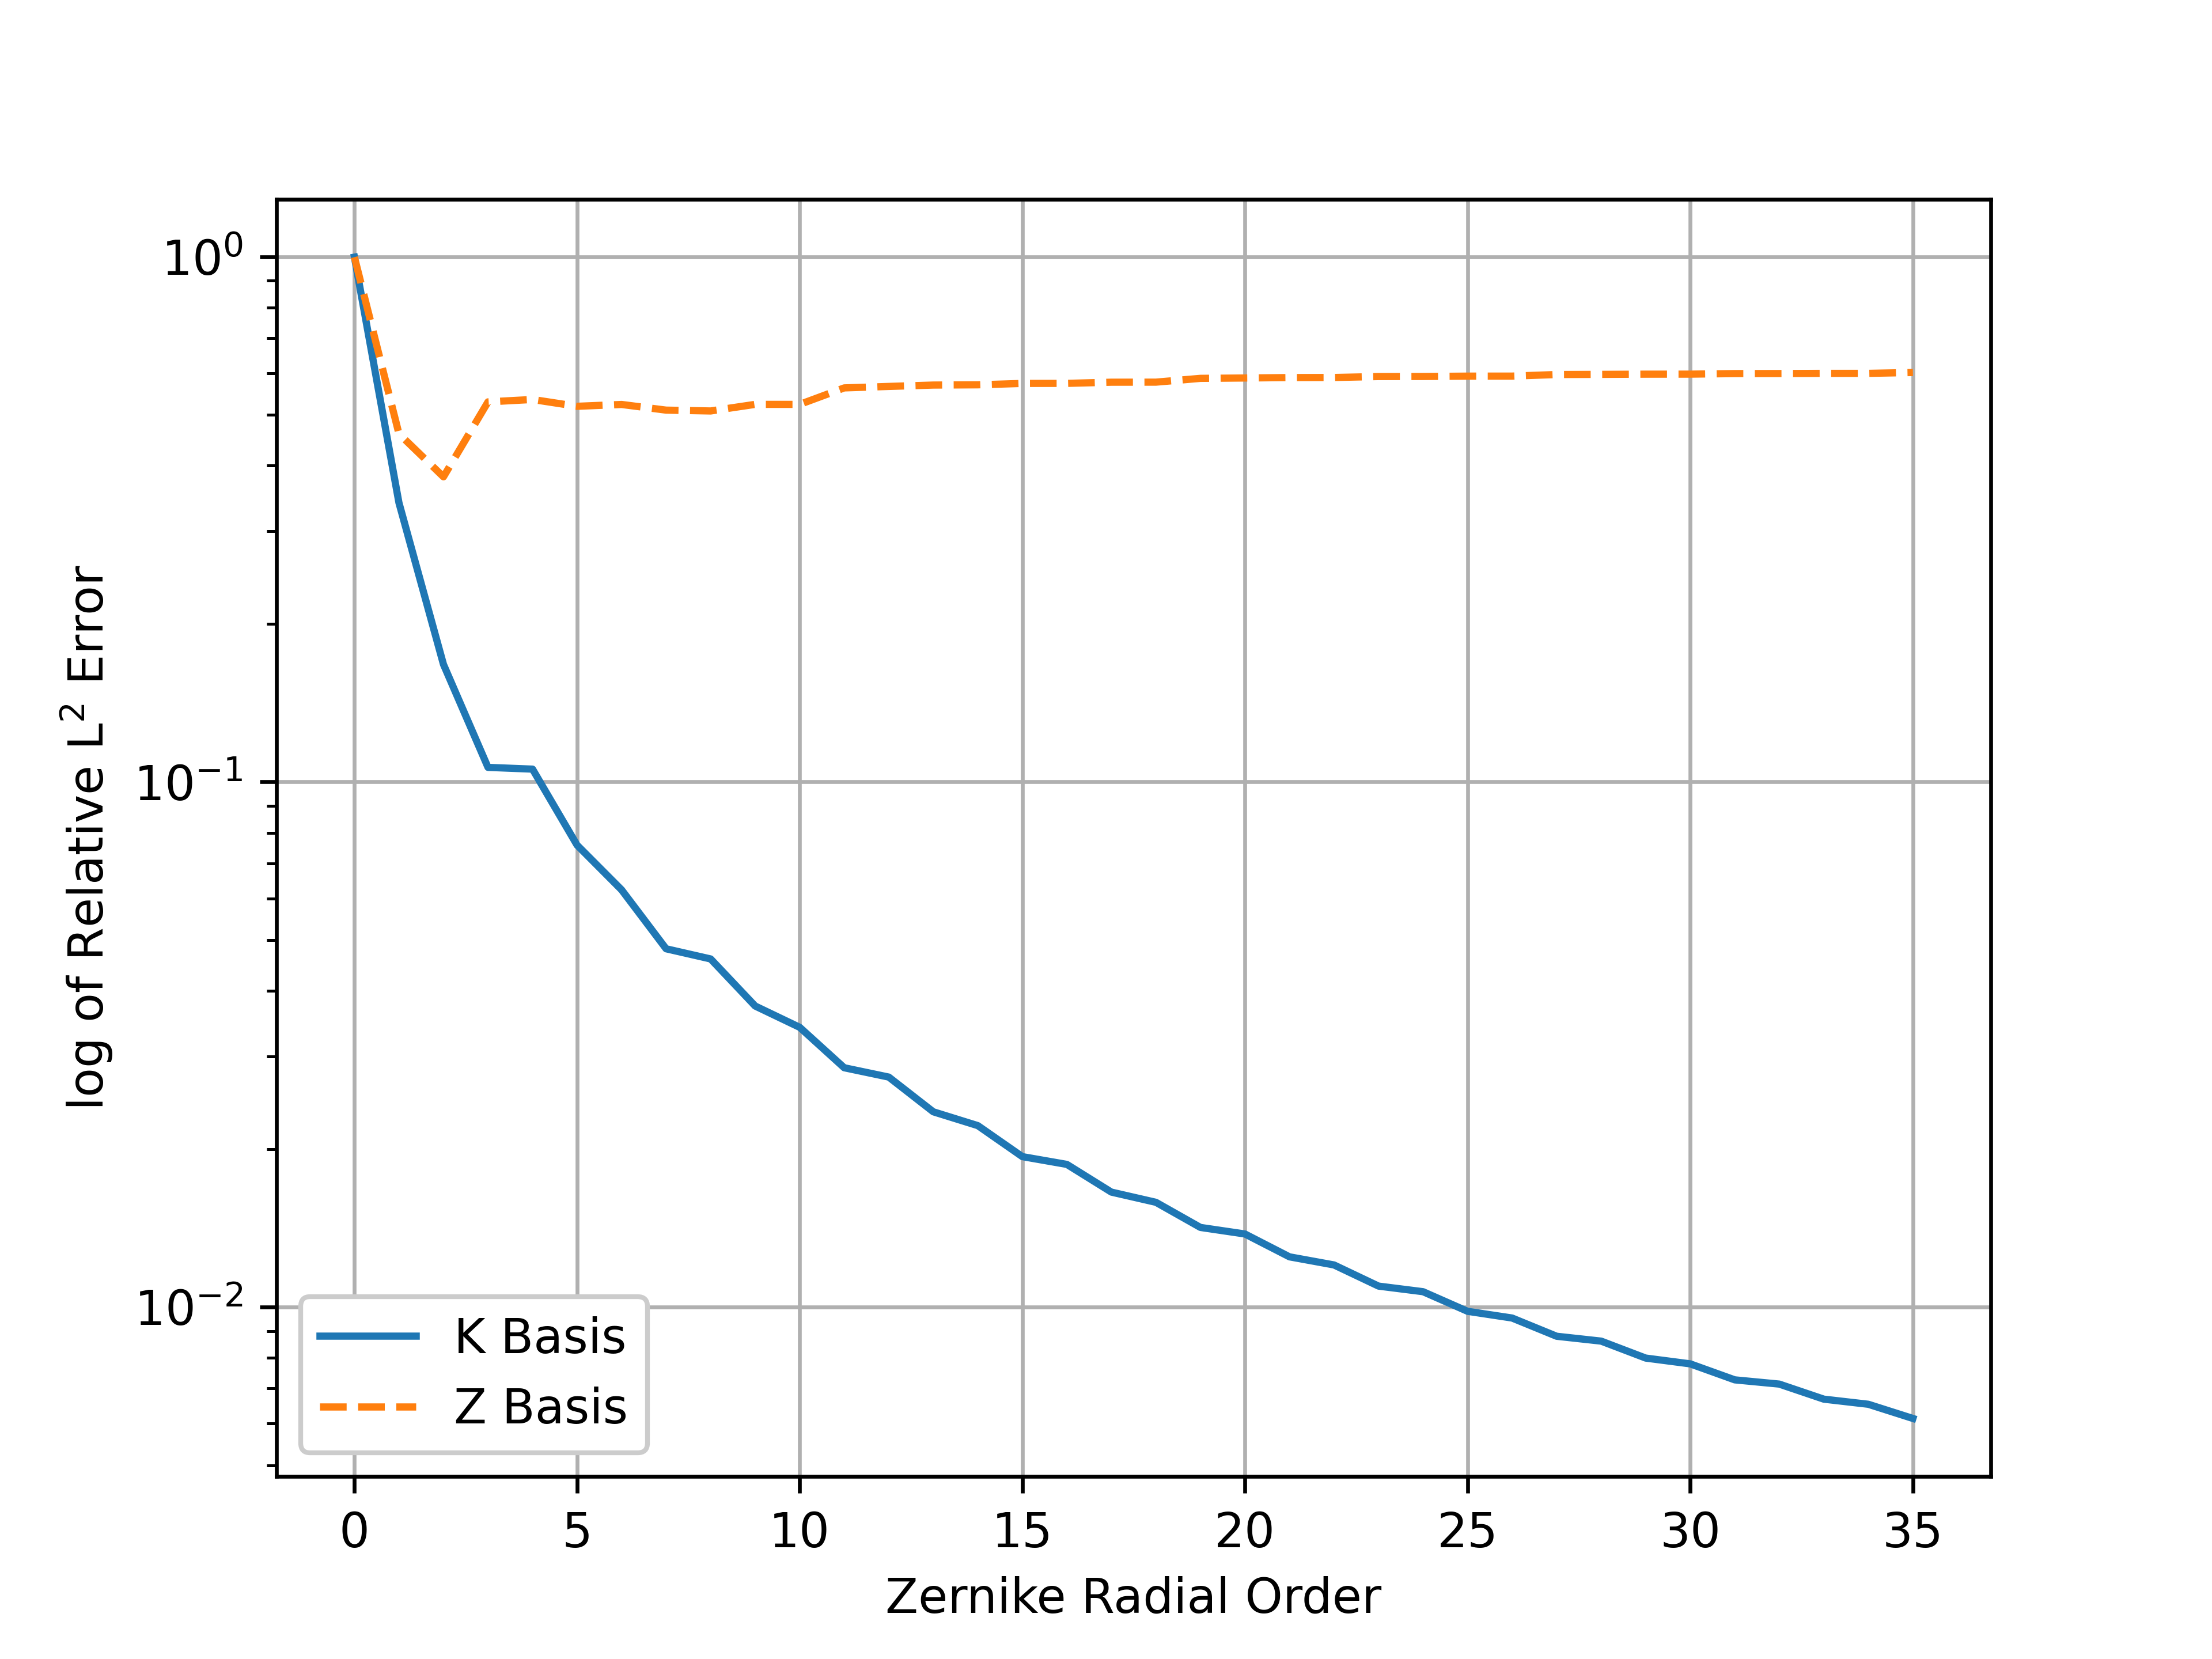 10⁰
10⁻¹
10⁻²
log of Relative L² Error
K Basis
Z Basis
0 5 10 15 20 25 30 35
Zernike Radial Order